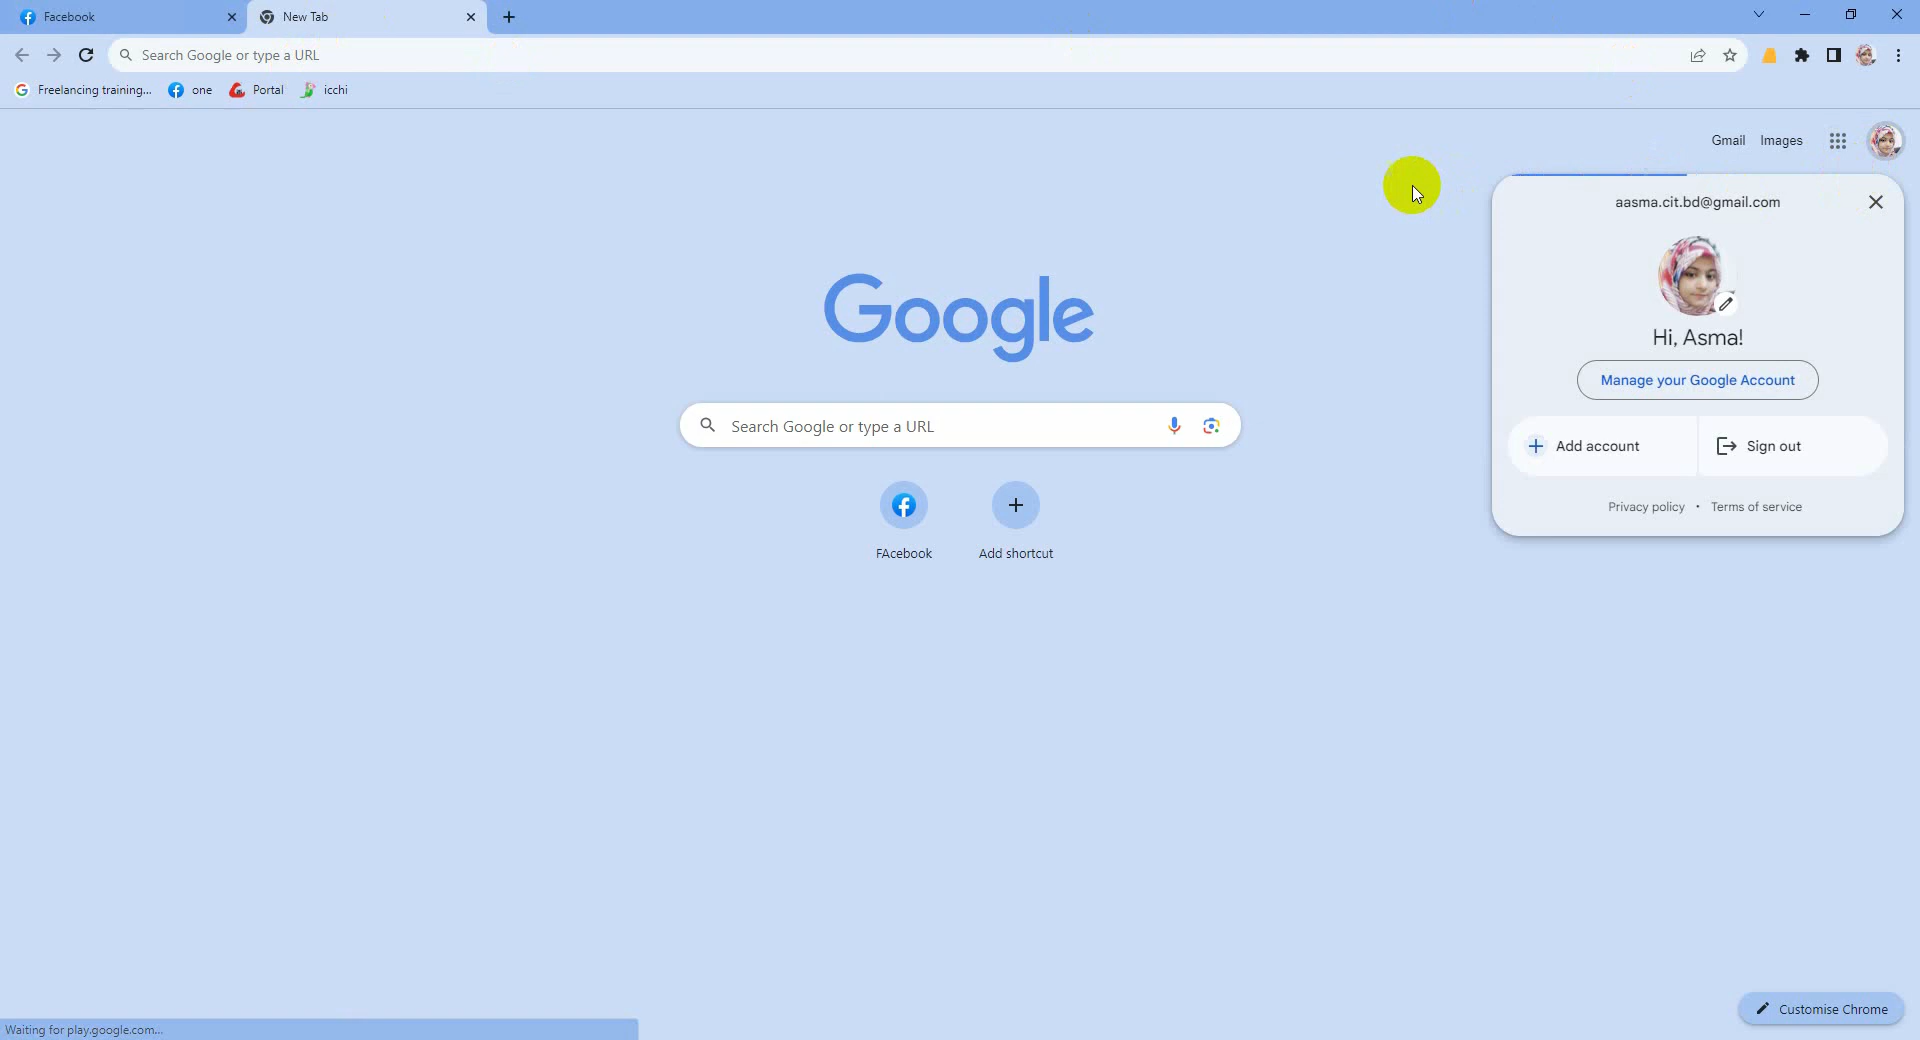 Facebook
New Tab
Search Google or type a URL
Freelancing training...
one
Portal
icchi
Gmail
Images
aasma.cit.bd@gmail.com
Hi, Asma!
Manage your Google Account
Add account
Sign out
Privacy policy • Terms of service
Google
Search Google or type a URL
FAcebook
Add shortcut
Customise Chrome
Waiting for play.google.com...